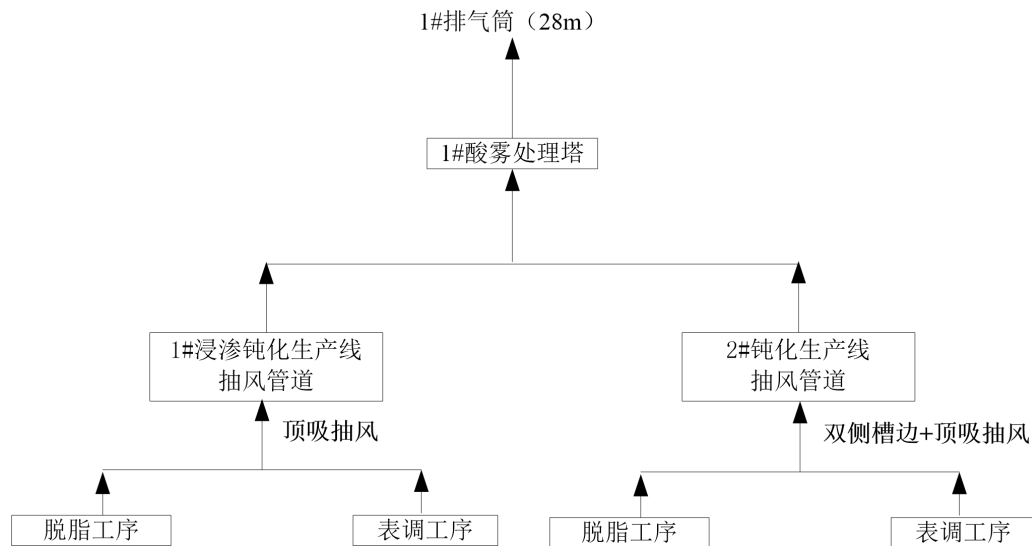 1#排气筒（28m）
1#酸雾处理塔
1#浸渗钝化生产线
抽风管道
2#钝化生产线
抽风管道
顶吸抽风
双侧槽边+顶吸抽风
脱脂工序
表调工序
脱脂工序
表调工序